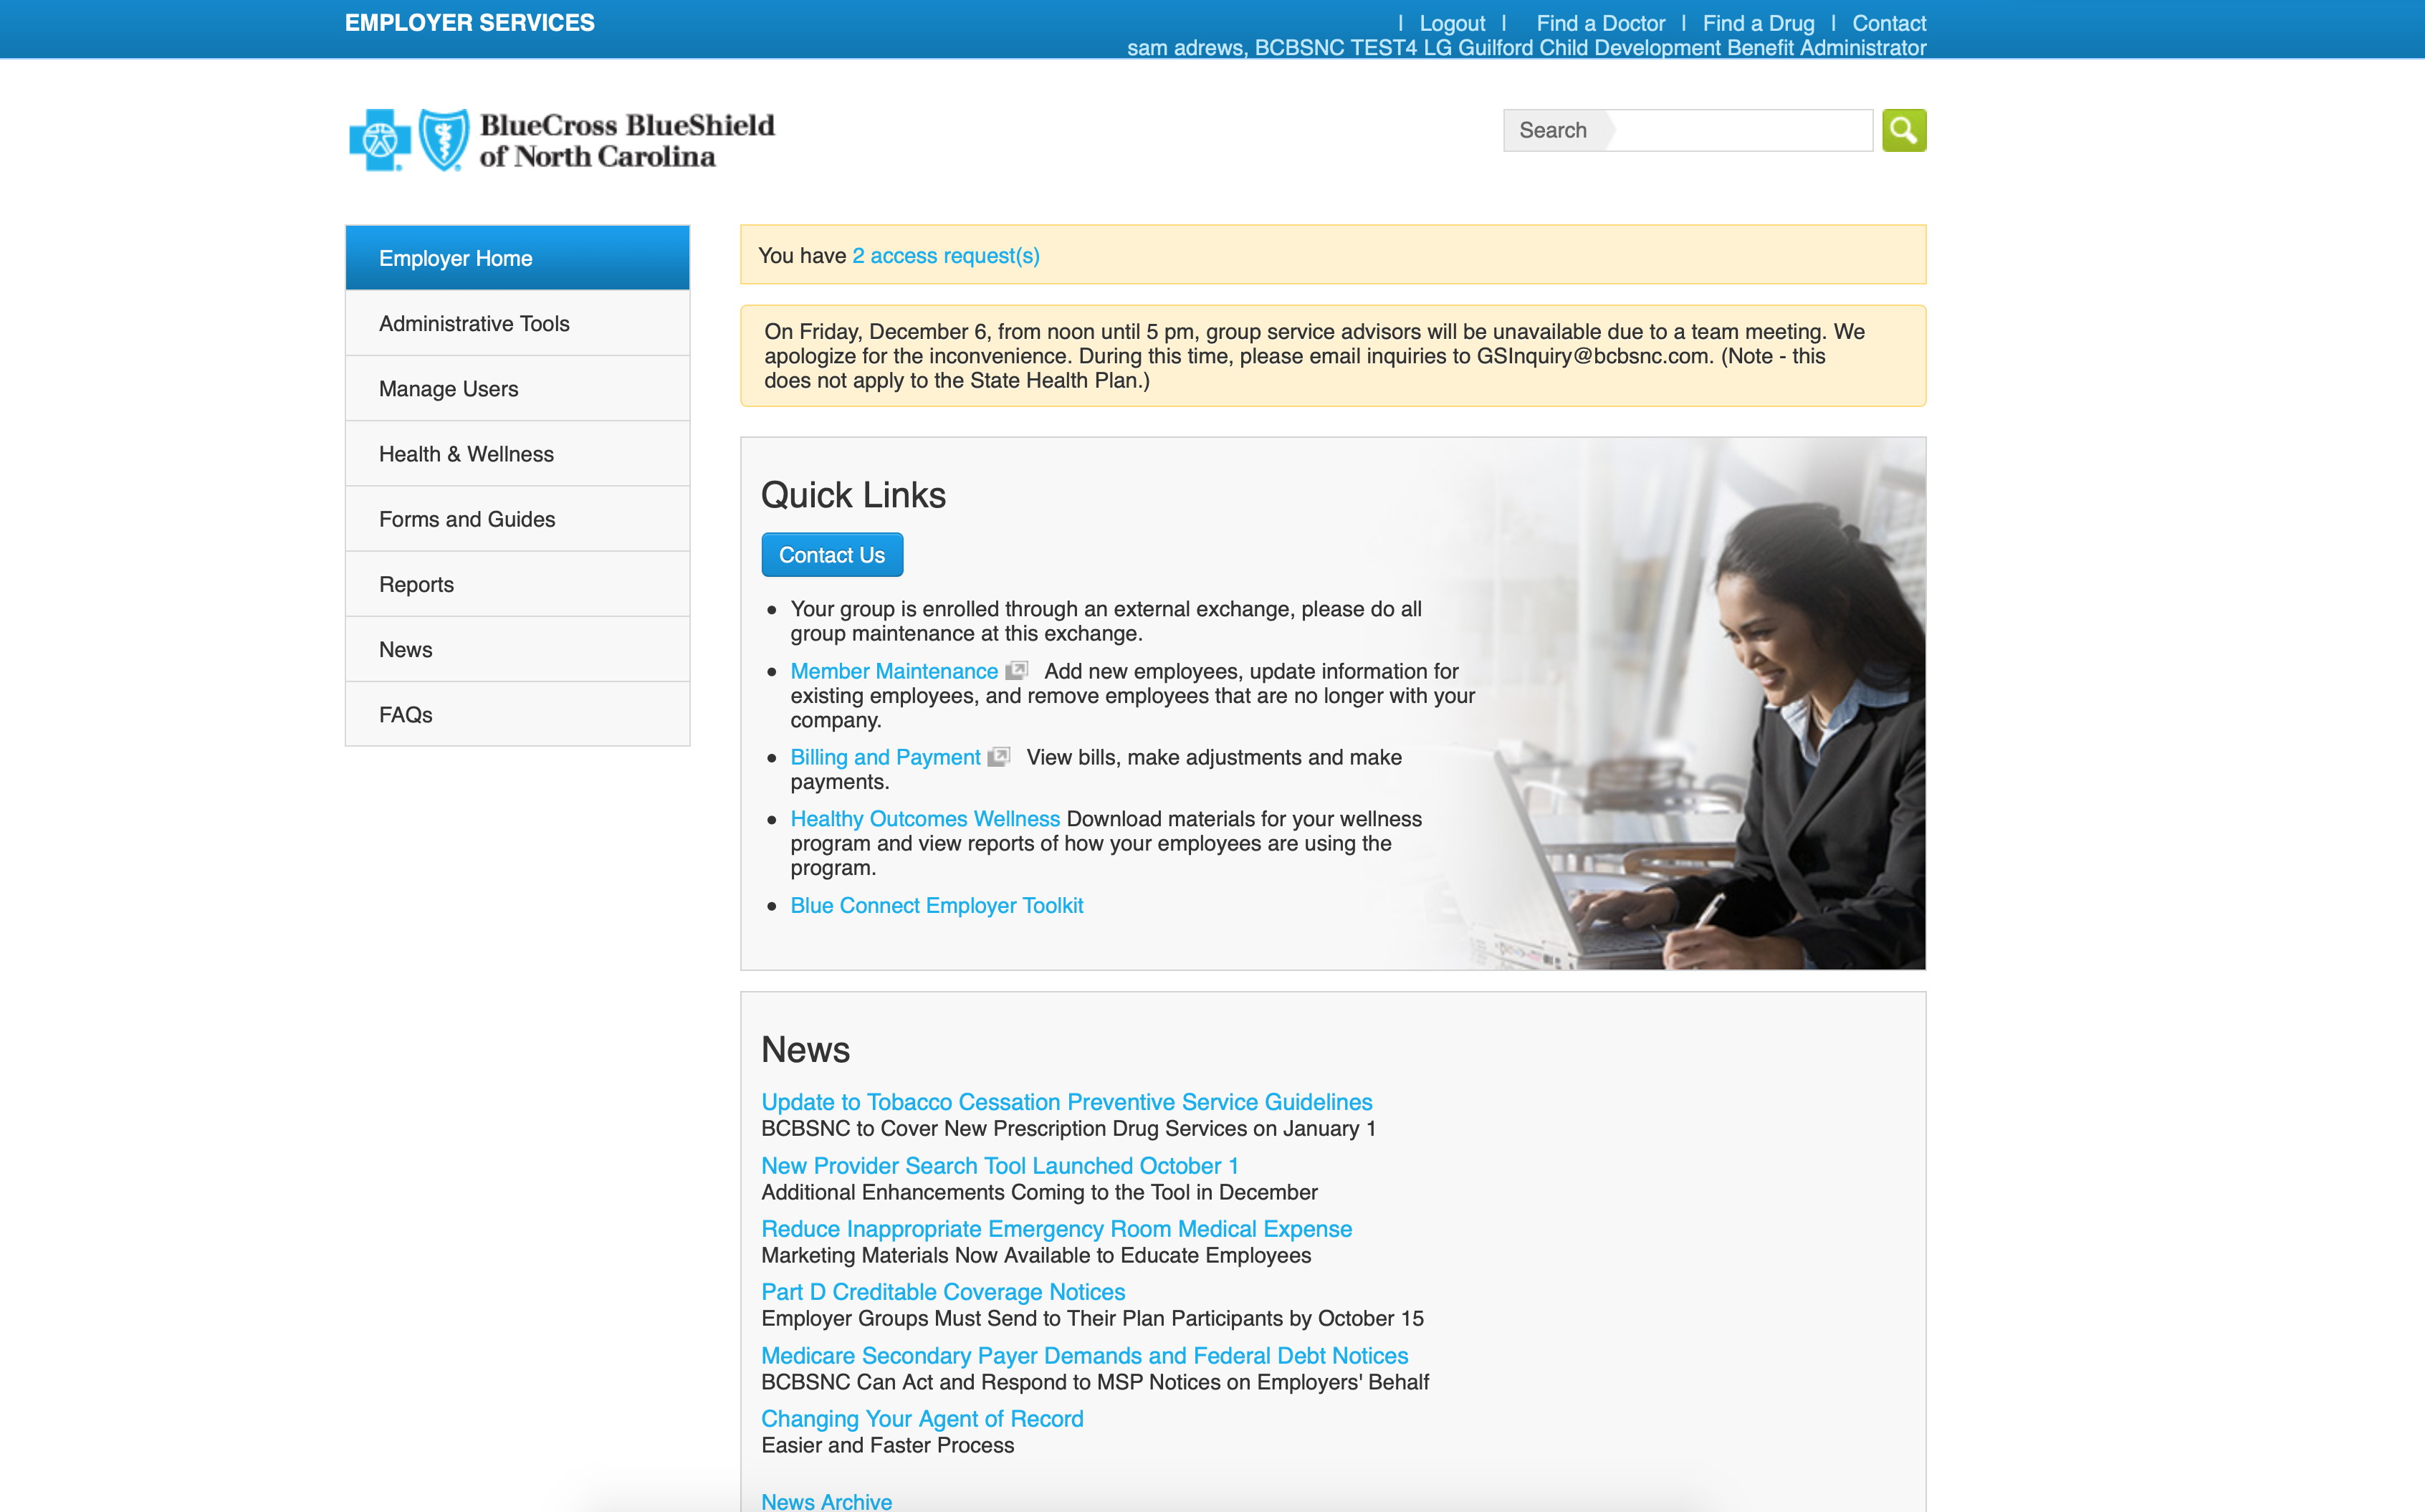 EMPLOYER SERVICES
| Logout | Find a Doctor | Find a Drug | Contact
sam adrews, BCBSNC TEST4 LG Guilford Child Development Benefit Administrator
BlueCross BlueShield
of North Carolina
Search
Employer Home
Administrative Tools
Manage Users
Health & Wellness
Forms and Guides
Reports
News
FAQs
You have 2 access request(s)
On Friday, December 6, from noon until 5 pm, group service advisors will be unavailable due to a team meeting. We
apologize for the inconvenience. During this time, please email inquiries to GSInquiry@bcbsnc.com. (Note - this
does not apply to the State Health Plan.)
Quick Links
Contact Us
• Your group is enrolled through an external exchange, please do all
group maintenance at this exchange.
• Member Maintenance Add new employees, update information for
existing employees, and remove employees that are no longer with your
company.
• Billing and Payment View bills, make adjustments and make
payments.
• Healthy Outcomes Wellness Download materials for your wellness
program and view reports of how your employees are using the
program.
• Blue Connect Employer Toolkit
News
Update to Tobacco Cessation Preventive Service Guidelines
BCBSNC to Cover New Prescription Drug Services on January 1
New Provider Search Tool Launched October 1
Additional Enhancements Coming to the Tool in December
Reduce Inappropriate Emergency Room Medical Expense
Marketing Materials Now Available to Educate Employees
Part D Creditable Coverage Notices
Employer Groups Must Send to Their Plan Participants by October 15
Medicare Secondary Payer Demands and Federal Debt Notices
BCBSNC Can Act and Respond to MSP Notices on Employers' Behalf
Changing Your Agent of Record
Easier and Faster Process
News Archive